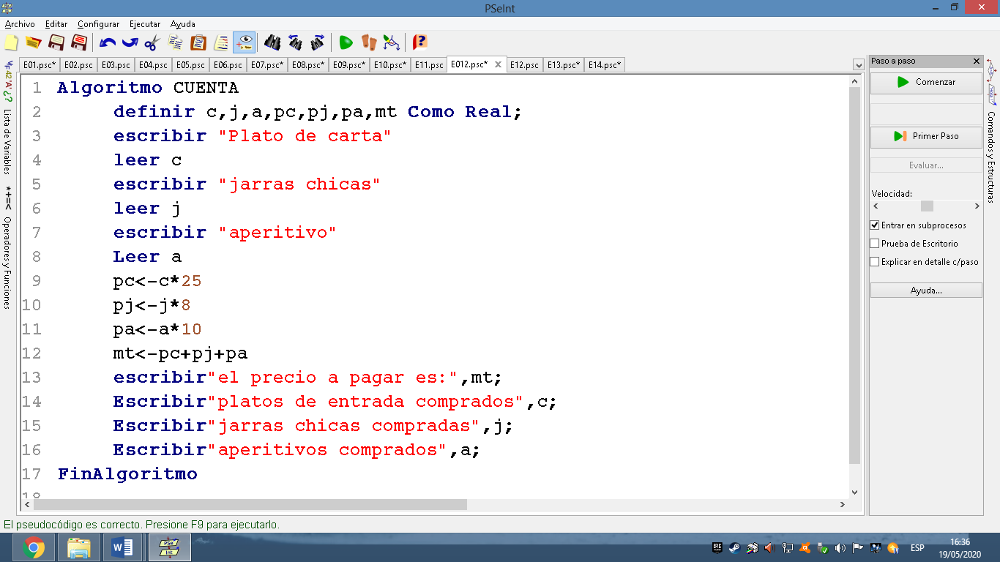 PSeInt
Archivo Editar Configurar Ejecutar Ayuda
E01.psc* E02.psc E03.psc E04.psc E05.psc E06.psc E07.psc* E08.psc* E09.psc* E10.psc* E11.psc E012.psc* E12.psc E13.psc* E14.psc*
1 Algoritmo CUENTA
2 definir c,j,a,pc,pj,pa,mt Como Real;
3 escribir "Plato de carta"
4 leer c
5 escribir "jarras chicas"
6 leer j
7 escribir "aperitivo"
8 Leer a
9 pc<-c*25
10 pj<-j*8
11 pa<-a*10
12 mt<-pc+pj+pa
13 escribir"el precio a pagar es:",mt;
14 Escribir"platos de entrada comprados",c;
15 Escribir"jarras chicas compradas",j;
16 Escribir"aperitivos comprados",a;
17 FinAlgoritmo
18
Lista de Variables
*+=< Operadores y Funciones
Paso a paso
Comenzar
Primer Paso
Evaluar...
Velocidad:
Entrar en subprocesos
Prueba de Escritorio
Explicar en detalle c/paso
Ayuda...
Comandos y Estructuras
El pseudocódigo es correcto. Presione F9 para ejecutarlo.
ESP
16:36
19/05/2020